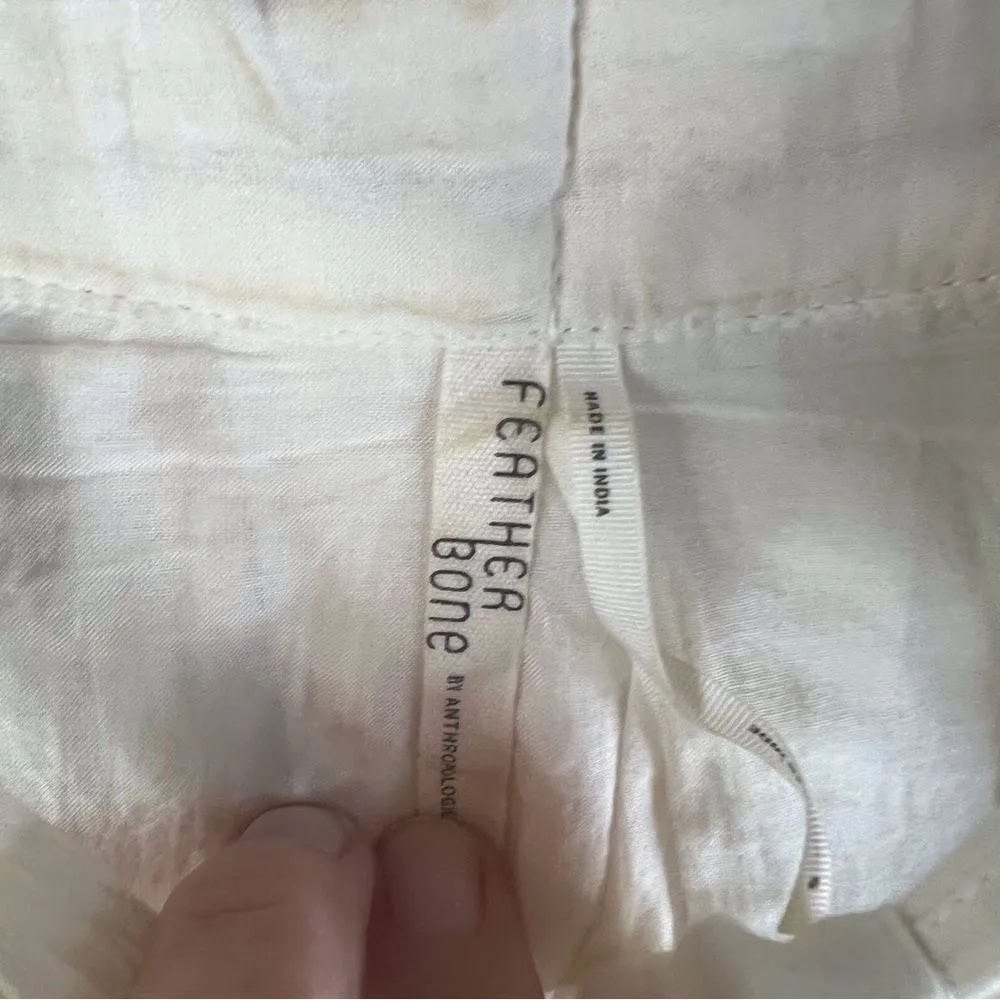 FEATHER
BONE
BY ANTHROPOLOGIE
MADE IN INDIA